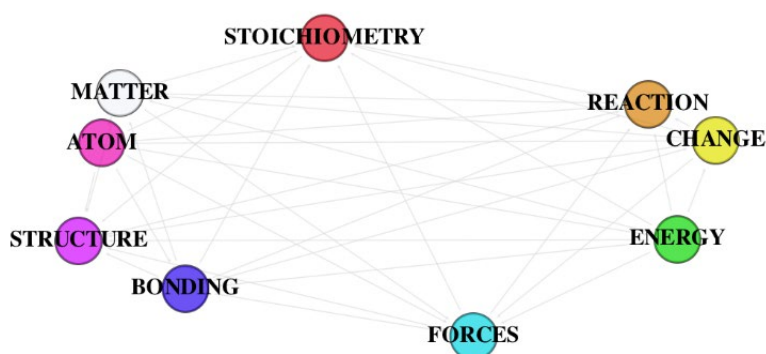 STOICHIOMETRY
MATTER
REACTION
ATOM
CHANGE
STRUCTURE
ENERGY
BONDING
FORCES